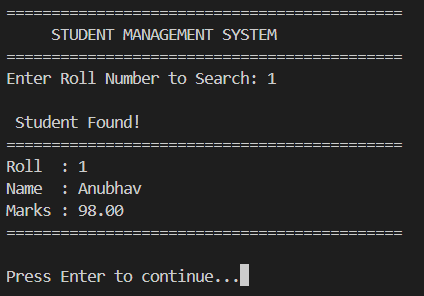 ============================================
STUDENT MANAGEMENT SYSTEM
============================================
Enter Roll Number to Search: 1
Student Found!
============================================
Roll  : 1
Name  : Anubhav
Marks : 98.00
============================================
Press Enter to continue...